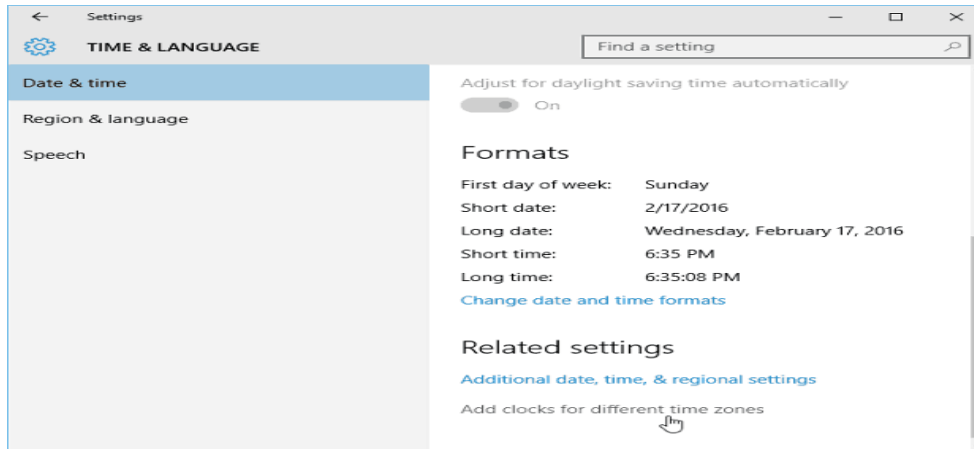 Settings
TIME & LANGUAGE
Find a setting
Date & time
Region & language
Speech
Adjust for daylight saving time automatically
On
Formats
First day of week: Sunday
Short date: 2/17/2016
Long date: Wednesday, February 17, 2016
Short time: 6:35 PM
Long time: 6:35:08 PM
Change date and time formats
Related settings
Additional date, time, & regional settings
Add clocks for different time zones